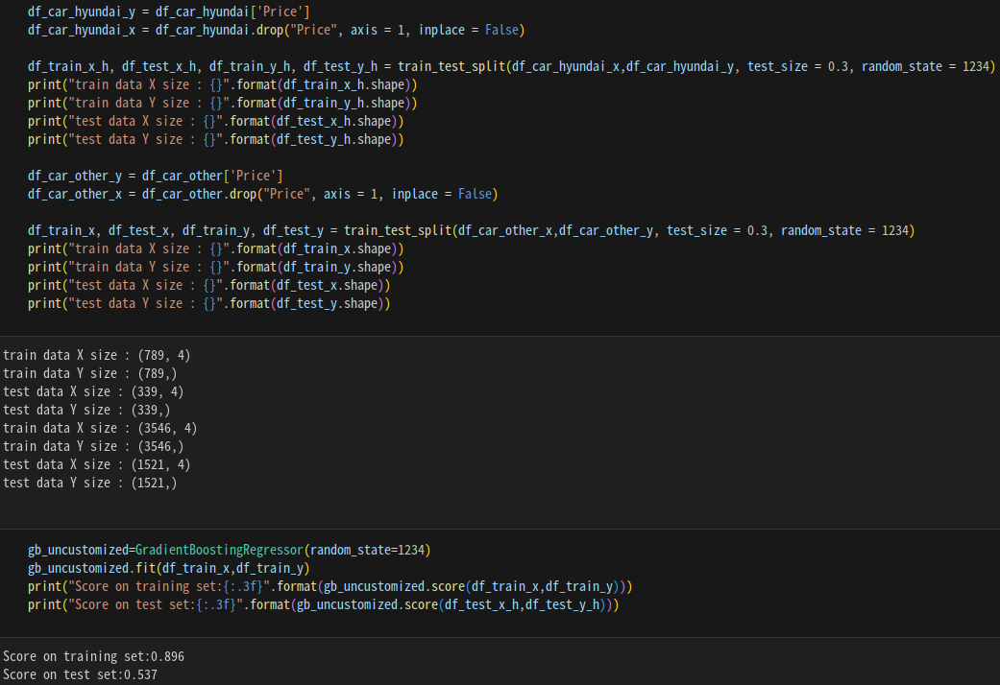 df_car_hyundai_y = df_car_hyundai['Price']
df_car_hyundai_x = df_car_hyundai.drop("Price", axis = 1, inplace = False)
df_train_x_h, df_test_x_h, df_train_y_h, df_test_y_h = train_test_split(df_car_hyundai_x,df_car_hyundai_y, test_size = 0.3, random_state = 1234)
print("train data X size : {}".format(df_train_x_h.shape))
print("train data Y size : {}".format(df_train_y_h.shape))
print("test data X size : {}".format(df_test_x_h.shape))
print("test data Y size : {}".format(df_test_y_h.shape))
df_car_other_y = df_car_other['Price']
df_car_other_x = df_car_other.drop("Price", axis = 1, inplace = False)
df_train_x, df_test_x, df_train_y, df_test_y = train_test_split(df_car_other_x,df_car_other_y, test_size = 0.3, random_state = 1234)
print("train data X size : {}".format(df_train_x.shape))
print("train data Y size : {}".format(df_train_y.shape))
print("test data X size : {}".format(df_test_x.shape))
print("test data Y size : {}".format(df_test_y.shape))
train data X size : (789, 4)
train data Y size : (789,)
test data X size : (339, 4)
test data Y size : (339,)
train data X size : (3546, 4)
train data Y size : (3546,)
test data X size : (1521, 4)
test data Y size : (1521,)
gb_uncustomized=GradientBoostingRegressor(random_state=1234)
gb_uncustomized.fit(df_train_x,df_train_y)
print("Score on training set:{:.3f}".format(gb_uncustomized.score(df_train_x,df_train_y)))
print("Score on test set:{:.3f}".format(gb_uncustomized.score(df_test_x_h,df_test_y_h)))
Score on training set:0.896
Score on test set:0.537